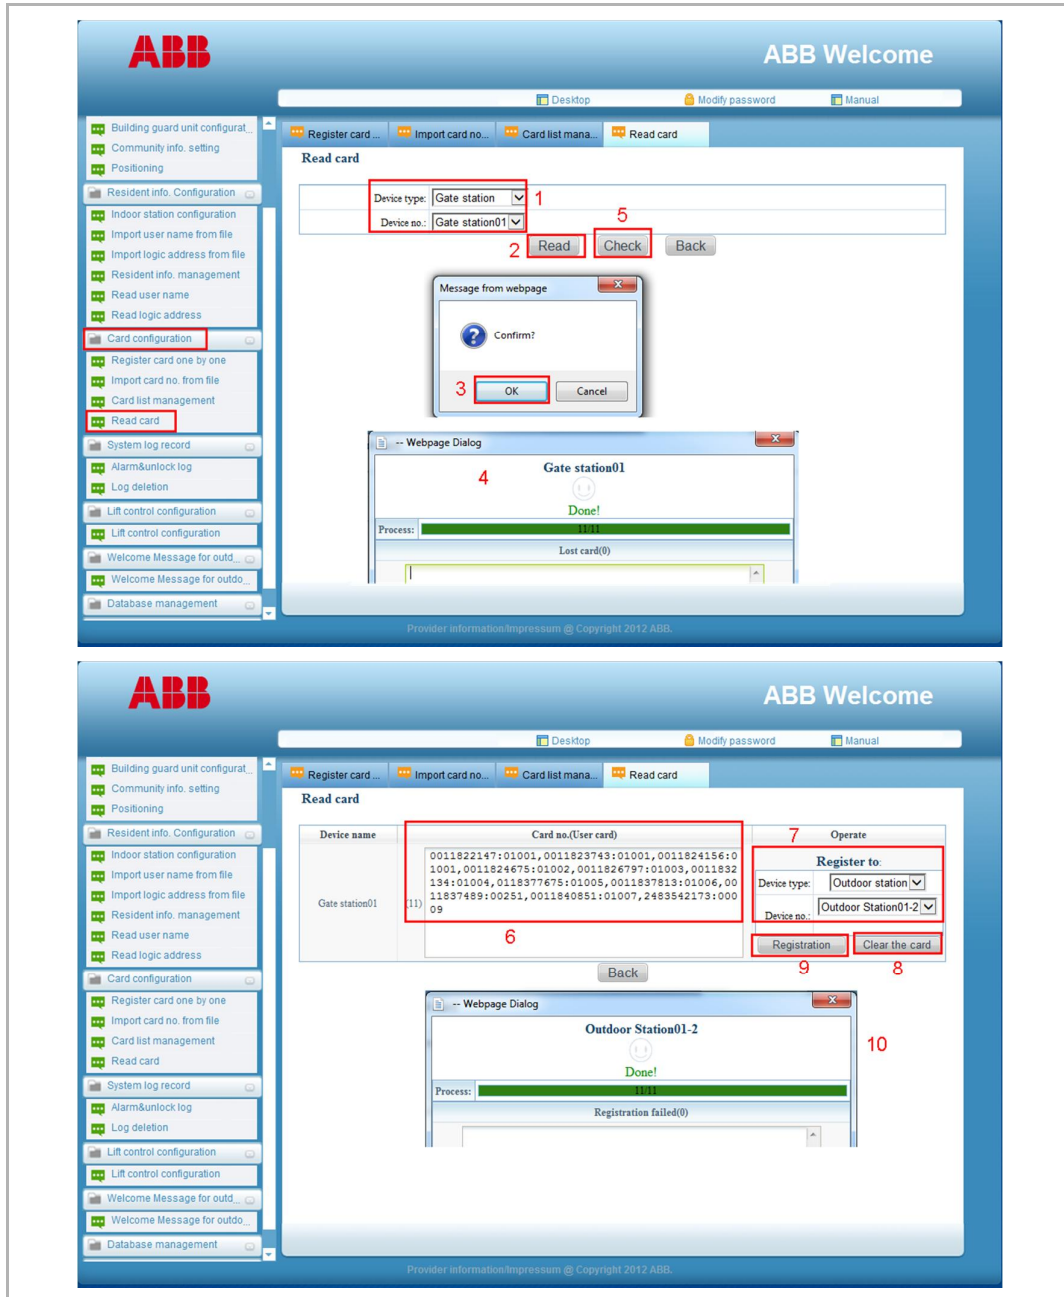 ABB
ABB Welcome
Desktop
Modify password
Manual
Building guard unit configurat_
Community info. setting
Positioning
Resident info. Configuration
Indoor station configuration
Import user name from file
Import logic address from file
Resident info. management
Read user name
Read logic address
Card configuration
Register card one by one
Import card no. from file
Card list management
Read card
System log record
Alarm&unlock log
Log deletion
Lift control configuration
Lift control configuration
Welcome Message for outd_
Welcome Message for outdo_
Database management
Register card ...
Import card no...
Card list mana...
Read card
Read card
Device type: Gate station 1
Device no.: Gate station01
2 Read 5 Check Back
Message from webpage
Confirm?
3 OK Cancel
-- Webpage Dialog
4
Gate station01
Done!
Process: 11/11
Lost card(0)
Provider information/Impressum @ Copyright 2012 ABB.
ABB
ABB Welcome
Desktop
Modify password
Manual
Building guard unit configurat_
Community info. setting
Positioning
Resident info. Configuration
Indoor station configuration
Import user name from file
Import logic address from file
Resident info. management
Read user name
Read logic address
Card configuration
Register card one by one
Import card no. from file
Card list management
Read card
System log record
Alarm&unlock log
Log deletion
Lift control configuration
Lift control configuration
Welcome Message for outd_
Welcome Message for outdo_
Database management
Register card ...
Import card no...
Card list mana...
Read card
Read card
Device name
Card no.(User card)
7 Operate
Gate station01
(11)
0011822147:01001,0011823743:01001,0011824156:0
1001,0011824675:01002,0011826797:01003,0011832
134:01004,0118377675:01005,0011837813:01006,00
11837489:00251,0011840851:01007,2483542173:000
09
6
Register to:
Device type: Outdoor station
Device no.: Outdoor Station01-2
Registration Clear the card
9 8
Back
-- Webpage Dialog
Outdoor Station01-2
10
Done!
Process: 11/11
Registration failed(0)
Provider information/Impressum @ Copyright 2012 ABB.